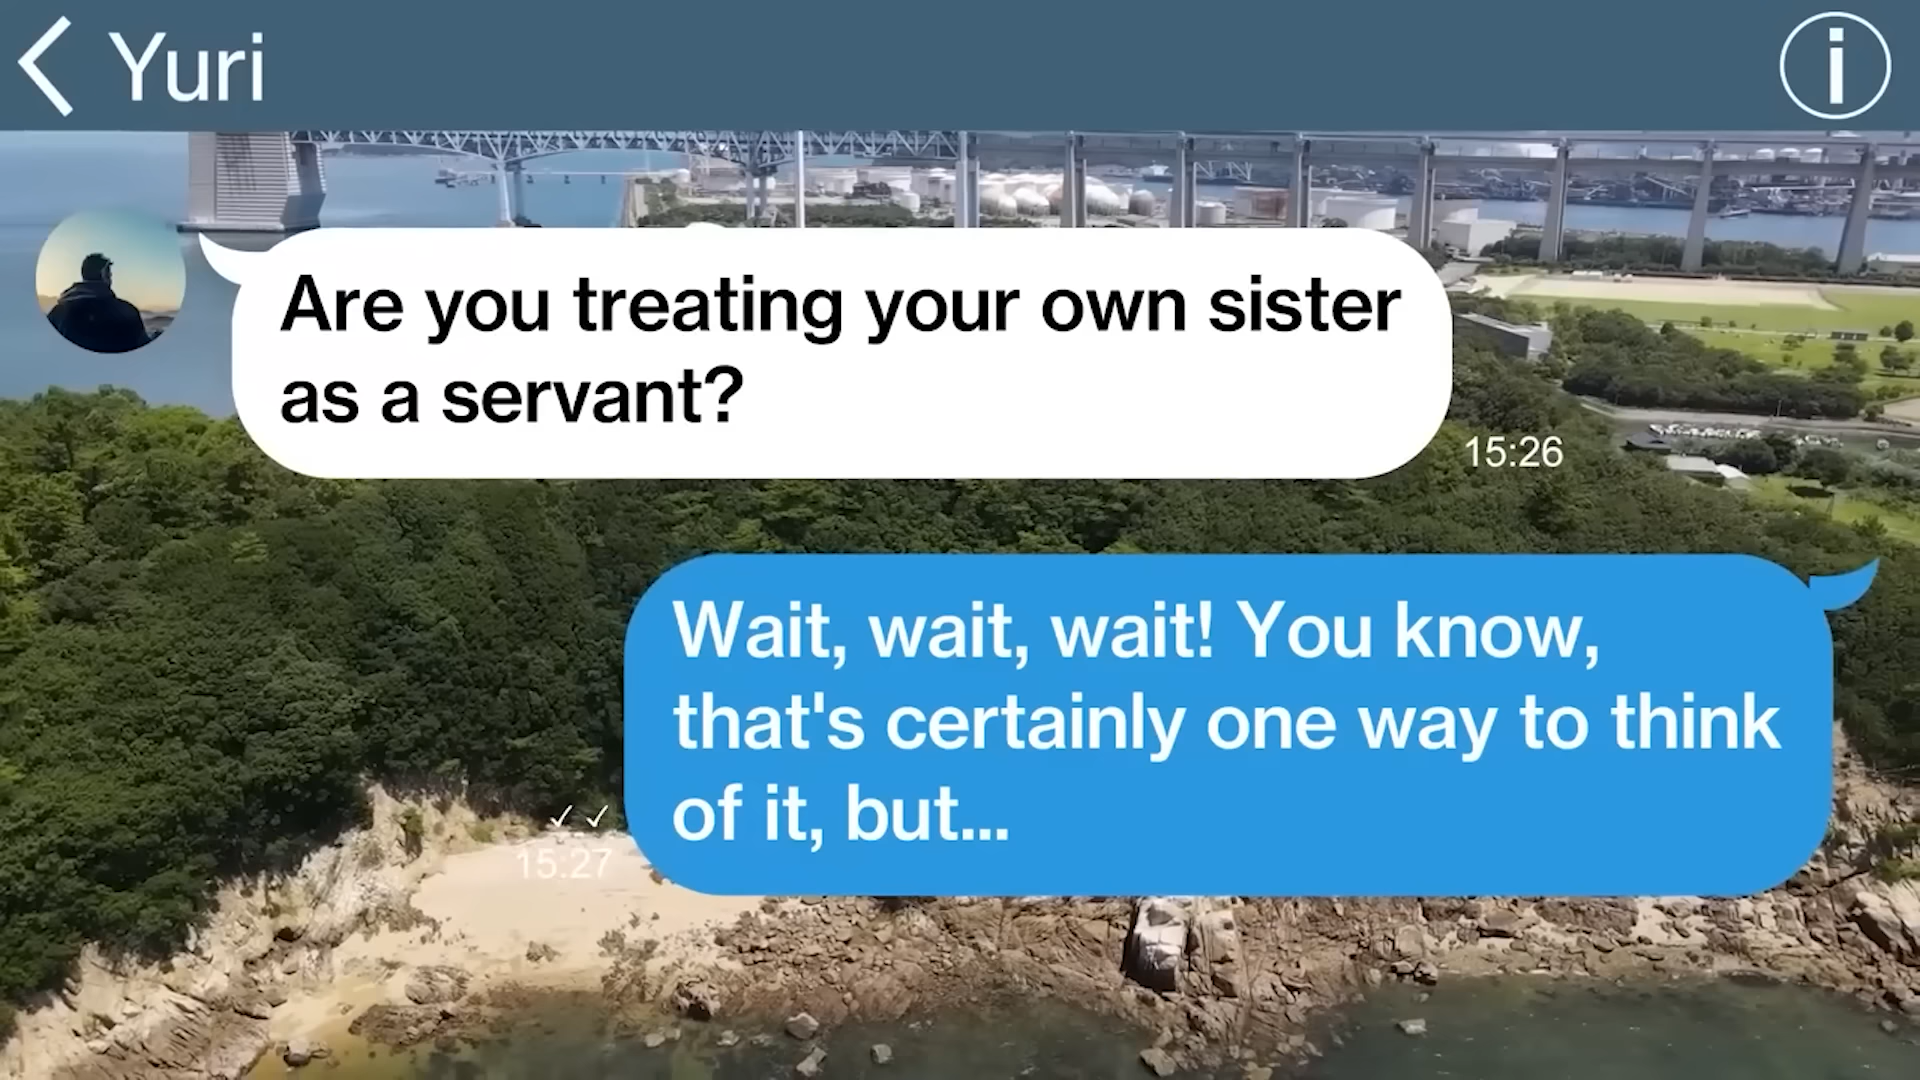 Yuri
Are you treating your own sister
as a servant?
15:26
Wait, wait, wait! You know,
that's certainly one way to think
of it, but...
15:27